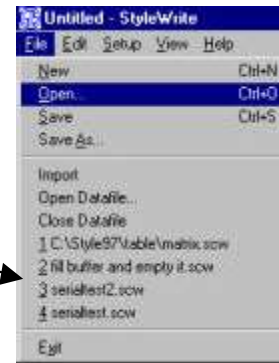 Untitled - StyleWrite
File Edit Setup View Help
New Ctrl+N
Open... Ctrl+O
Save Ctrl+S
Save As...
Import
Open Datafile...
Close Datafile
1 C:\Style97\table\matrix.scw
2 fill buffer and empty it.scw
3 serialtest2.scw
4 serialtest.scw
Exit